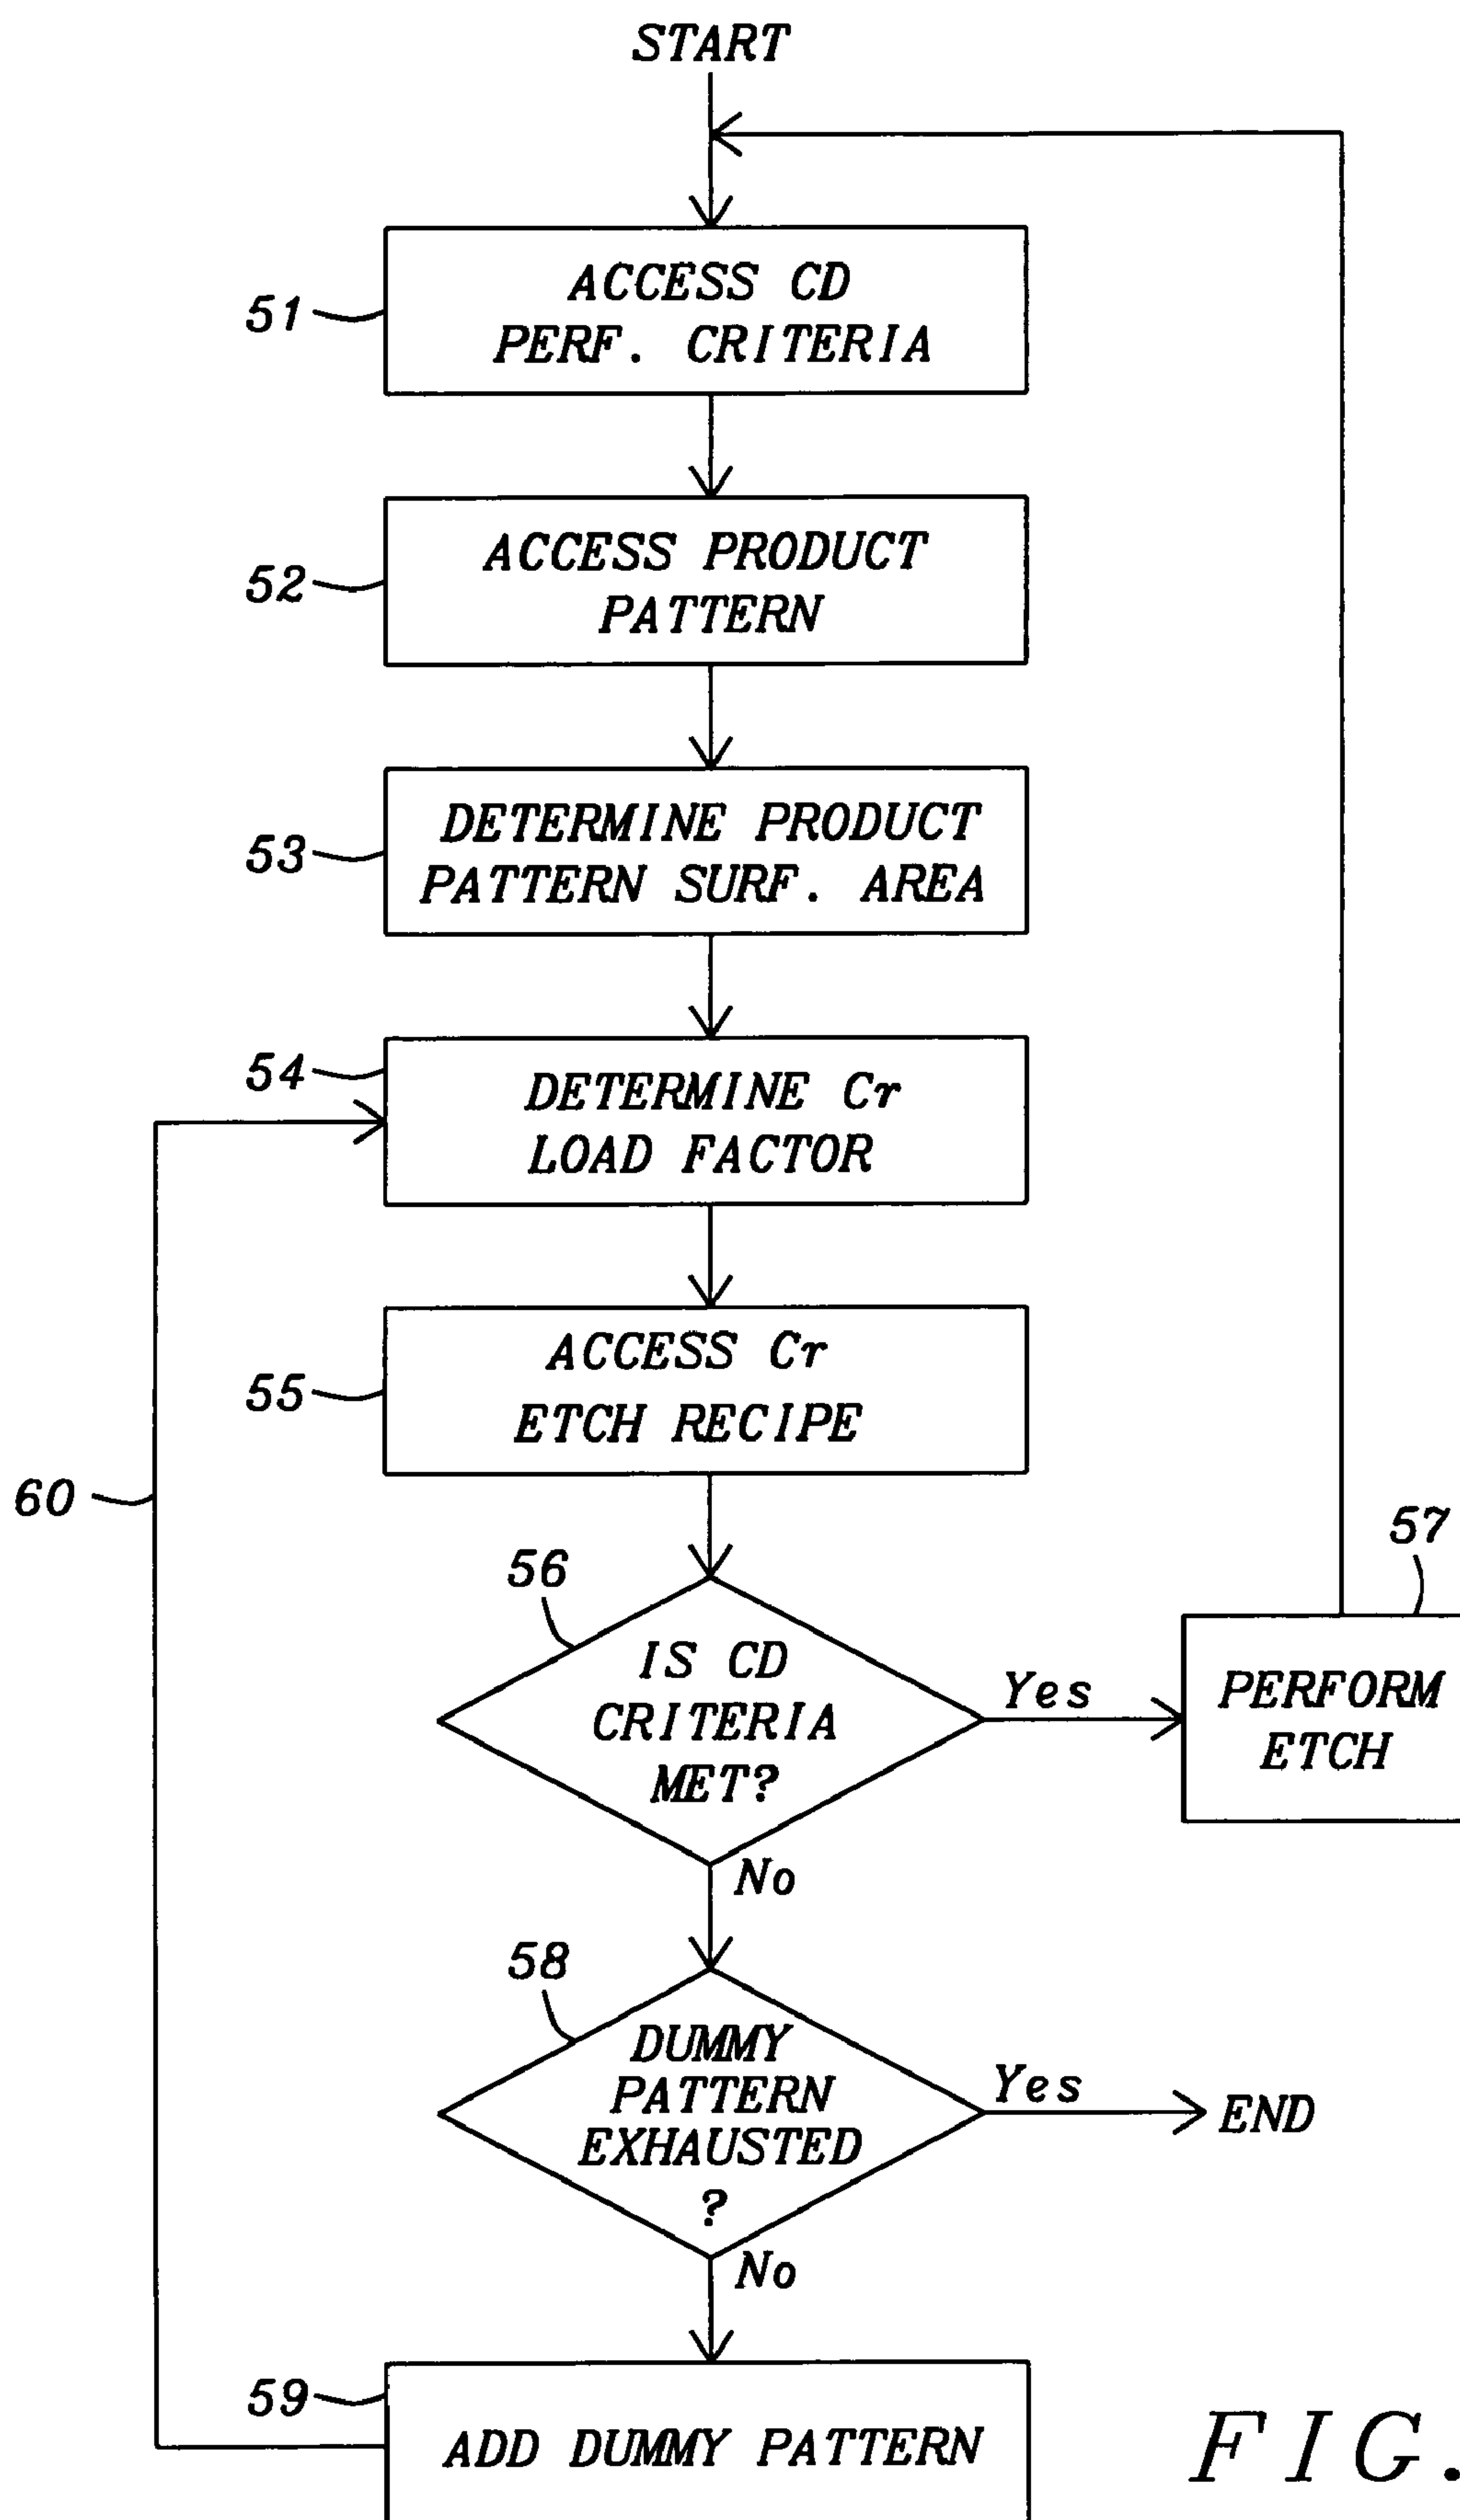 START
51
ACCESS CD
PERF. CRITERIA
52
ACCESS PRODUCT
PATTERN
53
DETERMINE PRODUCT
PATTERN SURF. AREA
54
DETERMINE Cr
LOAD FACTOR
55
ACCESS Cr
ETCH RECIPE
60
56
IS CD
CRITERIA
MET?
Yes
57
PERFORM
ETCH
No
58
DUMMY
PATTERN
EXHAUSTED
?
Yes
END
No
59
ADD DUMMY PATTERN
FIG.